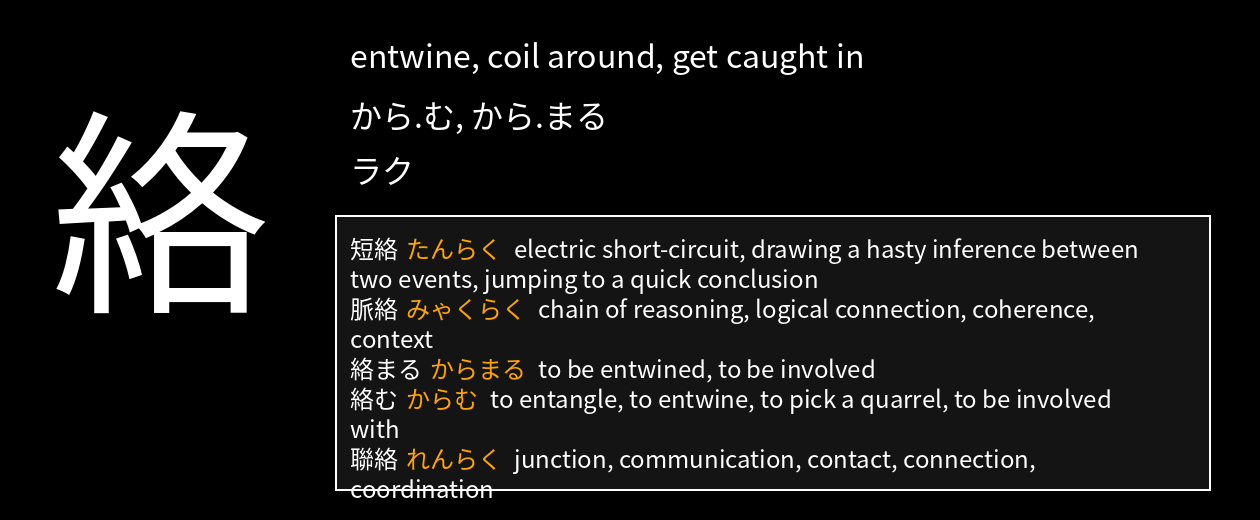 絡
entwine, coil around, get caught in
から.む, から.まる
ラク
短絡 たんらく electric short-circuit, drawing a hasty inference between
two events, jumping to a quick conclusion
脈絡 みゃくらく chain of reasoning, logical connection, coherence,
context
絡まる からまる to be entwined, to be involved
絡む からむ to entangle, to entwine, to pick a quarrel, to be involved
with
聯絡 れんらく junction, communication, contact, connection,
coordination